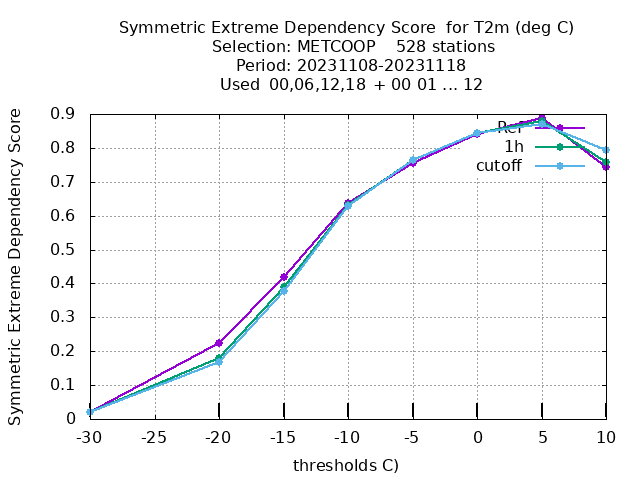 Symmetric Extreme Dependency Score for T2m (deg C)
Selection: METCOOP 528 stations
Period: 20231108-20231118
Used 00,06,12,18 + 00 01 ... 12
Symmetric Extreme Dependency Score
0.9
0.8
0.7
0.6
0.5
0.4
0.3
0.2
0.1
0
Ref
1h
cutoff
-30 -25 -20 -15 -10 -5 0 5 10
thresholds C)